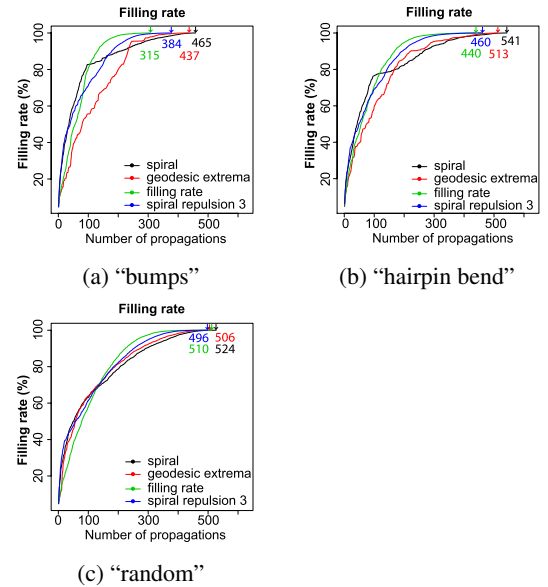 Filling rate
Filling rate (%)
100
80
60
40
20
384
465
315
437
spiral
geodesic extrema
filling rate
spiral repulsion 3
0
100
300
500
Number of propagations
(a) “bumps”
Filling rate
Filling rate (%)
100
80
60
40
20
460
541
440
513
spiral
geodesic extrema
filling rate
spiral repulsion 3
0
100
300
500
Number of propagations
(b) “hairpin bend”
Filling rate
Filling rate (%)
100
80
60
40
20
496
506
510
524
spiral
geodesic extrema
filling rate
spiral repulsion 3
0
100
300
500
Number of propagations
(c) “random”